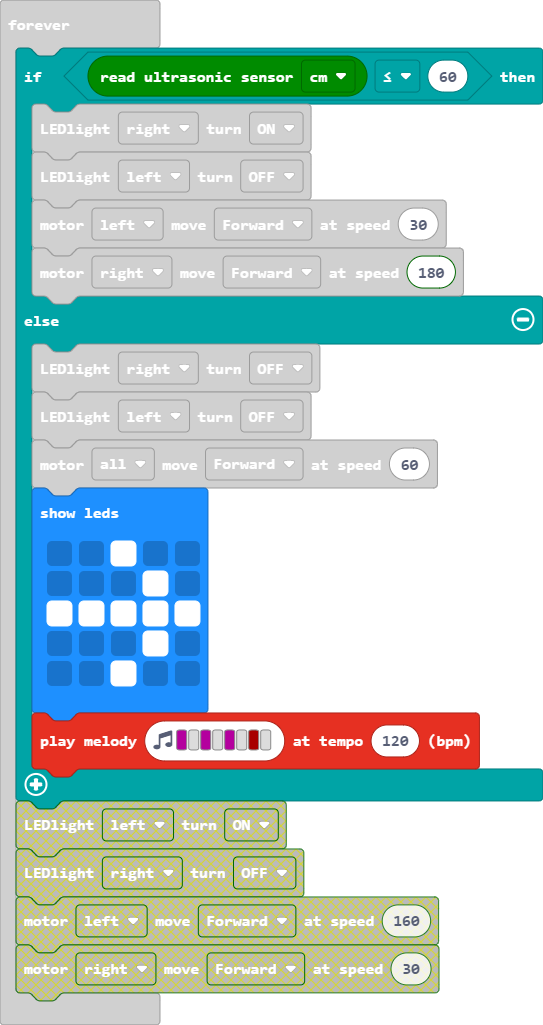 forever
if read ultrasonic sensor cm ≤ 60 then
LEDlight right turn ON
LEDlight left turn OFF
motor left move Forward at speed 30
motor right move Forward at speed 180
else
LEDlight right turn OFF
LEDlight left turn OFF
motor all move Forward at speed 60
show leds
play melody at tempo 120 (bpm)
LEDlight left turn ON
LEDlight right turn OFF
motor left move Forward at speed 160
motor right move Forward at speed 30